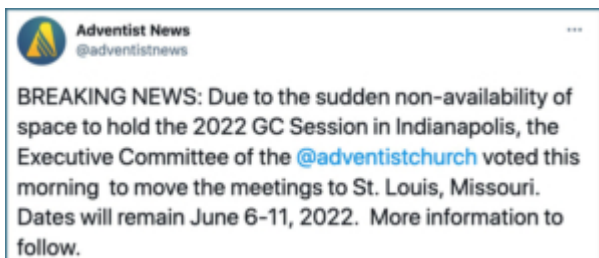 Adventist News
@adventistnews
BREAKING NEWS: Due to the sudden non-availability of
space to hold the 2022 GC Session in Indianapolis, the
Executive Committee of the @adventistchurch voted this
morning  to move the meetings to St. Louis, Missouri.
Dates will remain June 6-11, 2022.  More information to
follow.